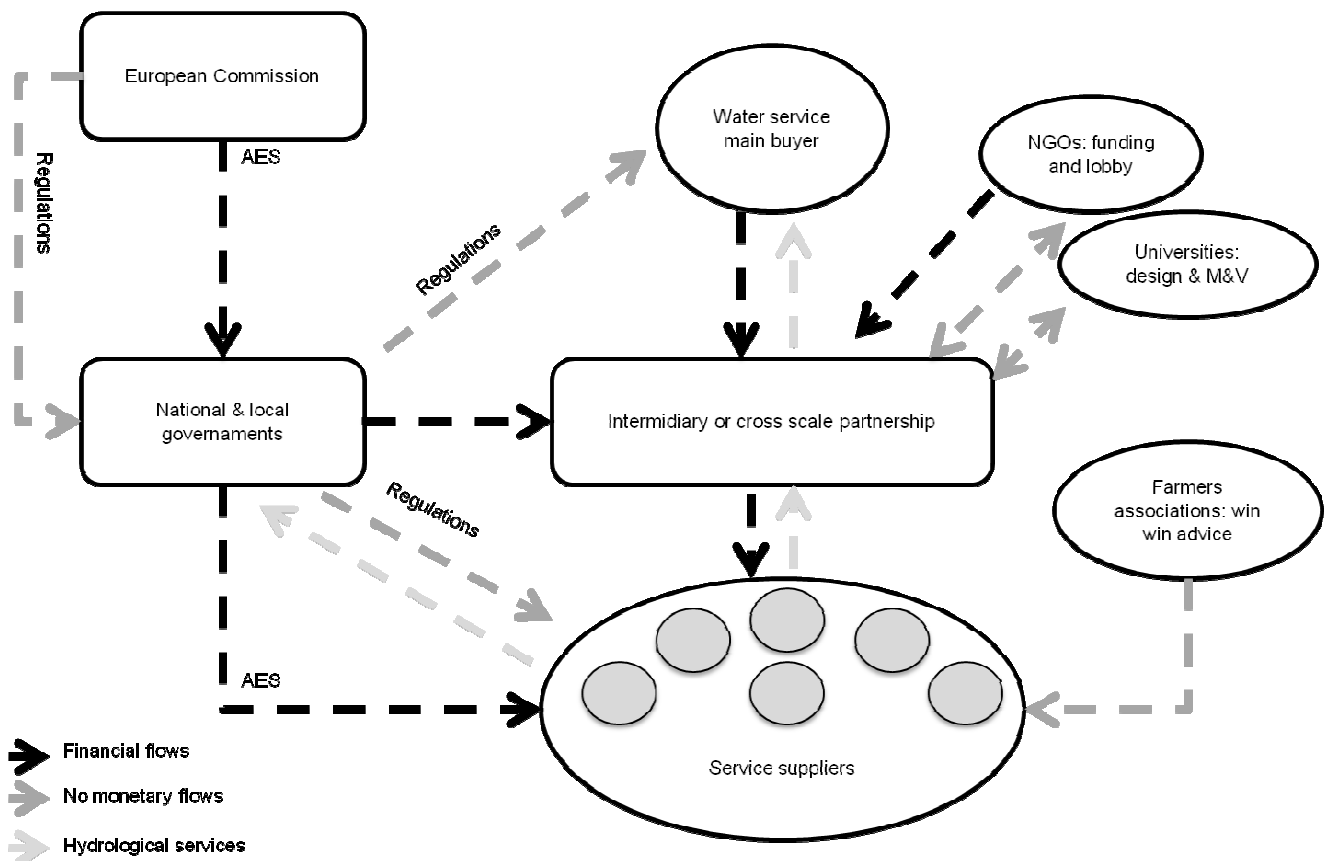 European Commission
AES
Regulations
Water service
main buyer
NGOs: funding
and lobby
Universities:
design & M&V
Regulations
National & local
governaments
Intermidiary or cross scale partnership
Regulations
Farmers
associations: win
win advice
AES
Service suppliers
Financial flows
No monetary flows
Hydrological services